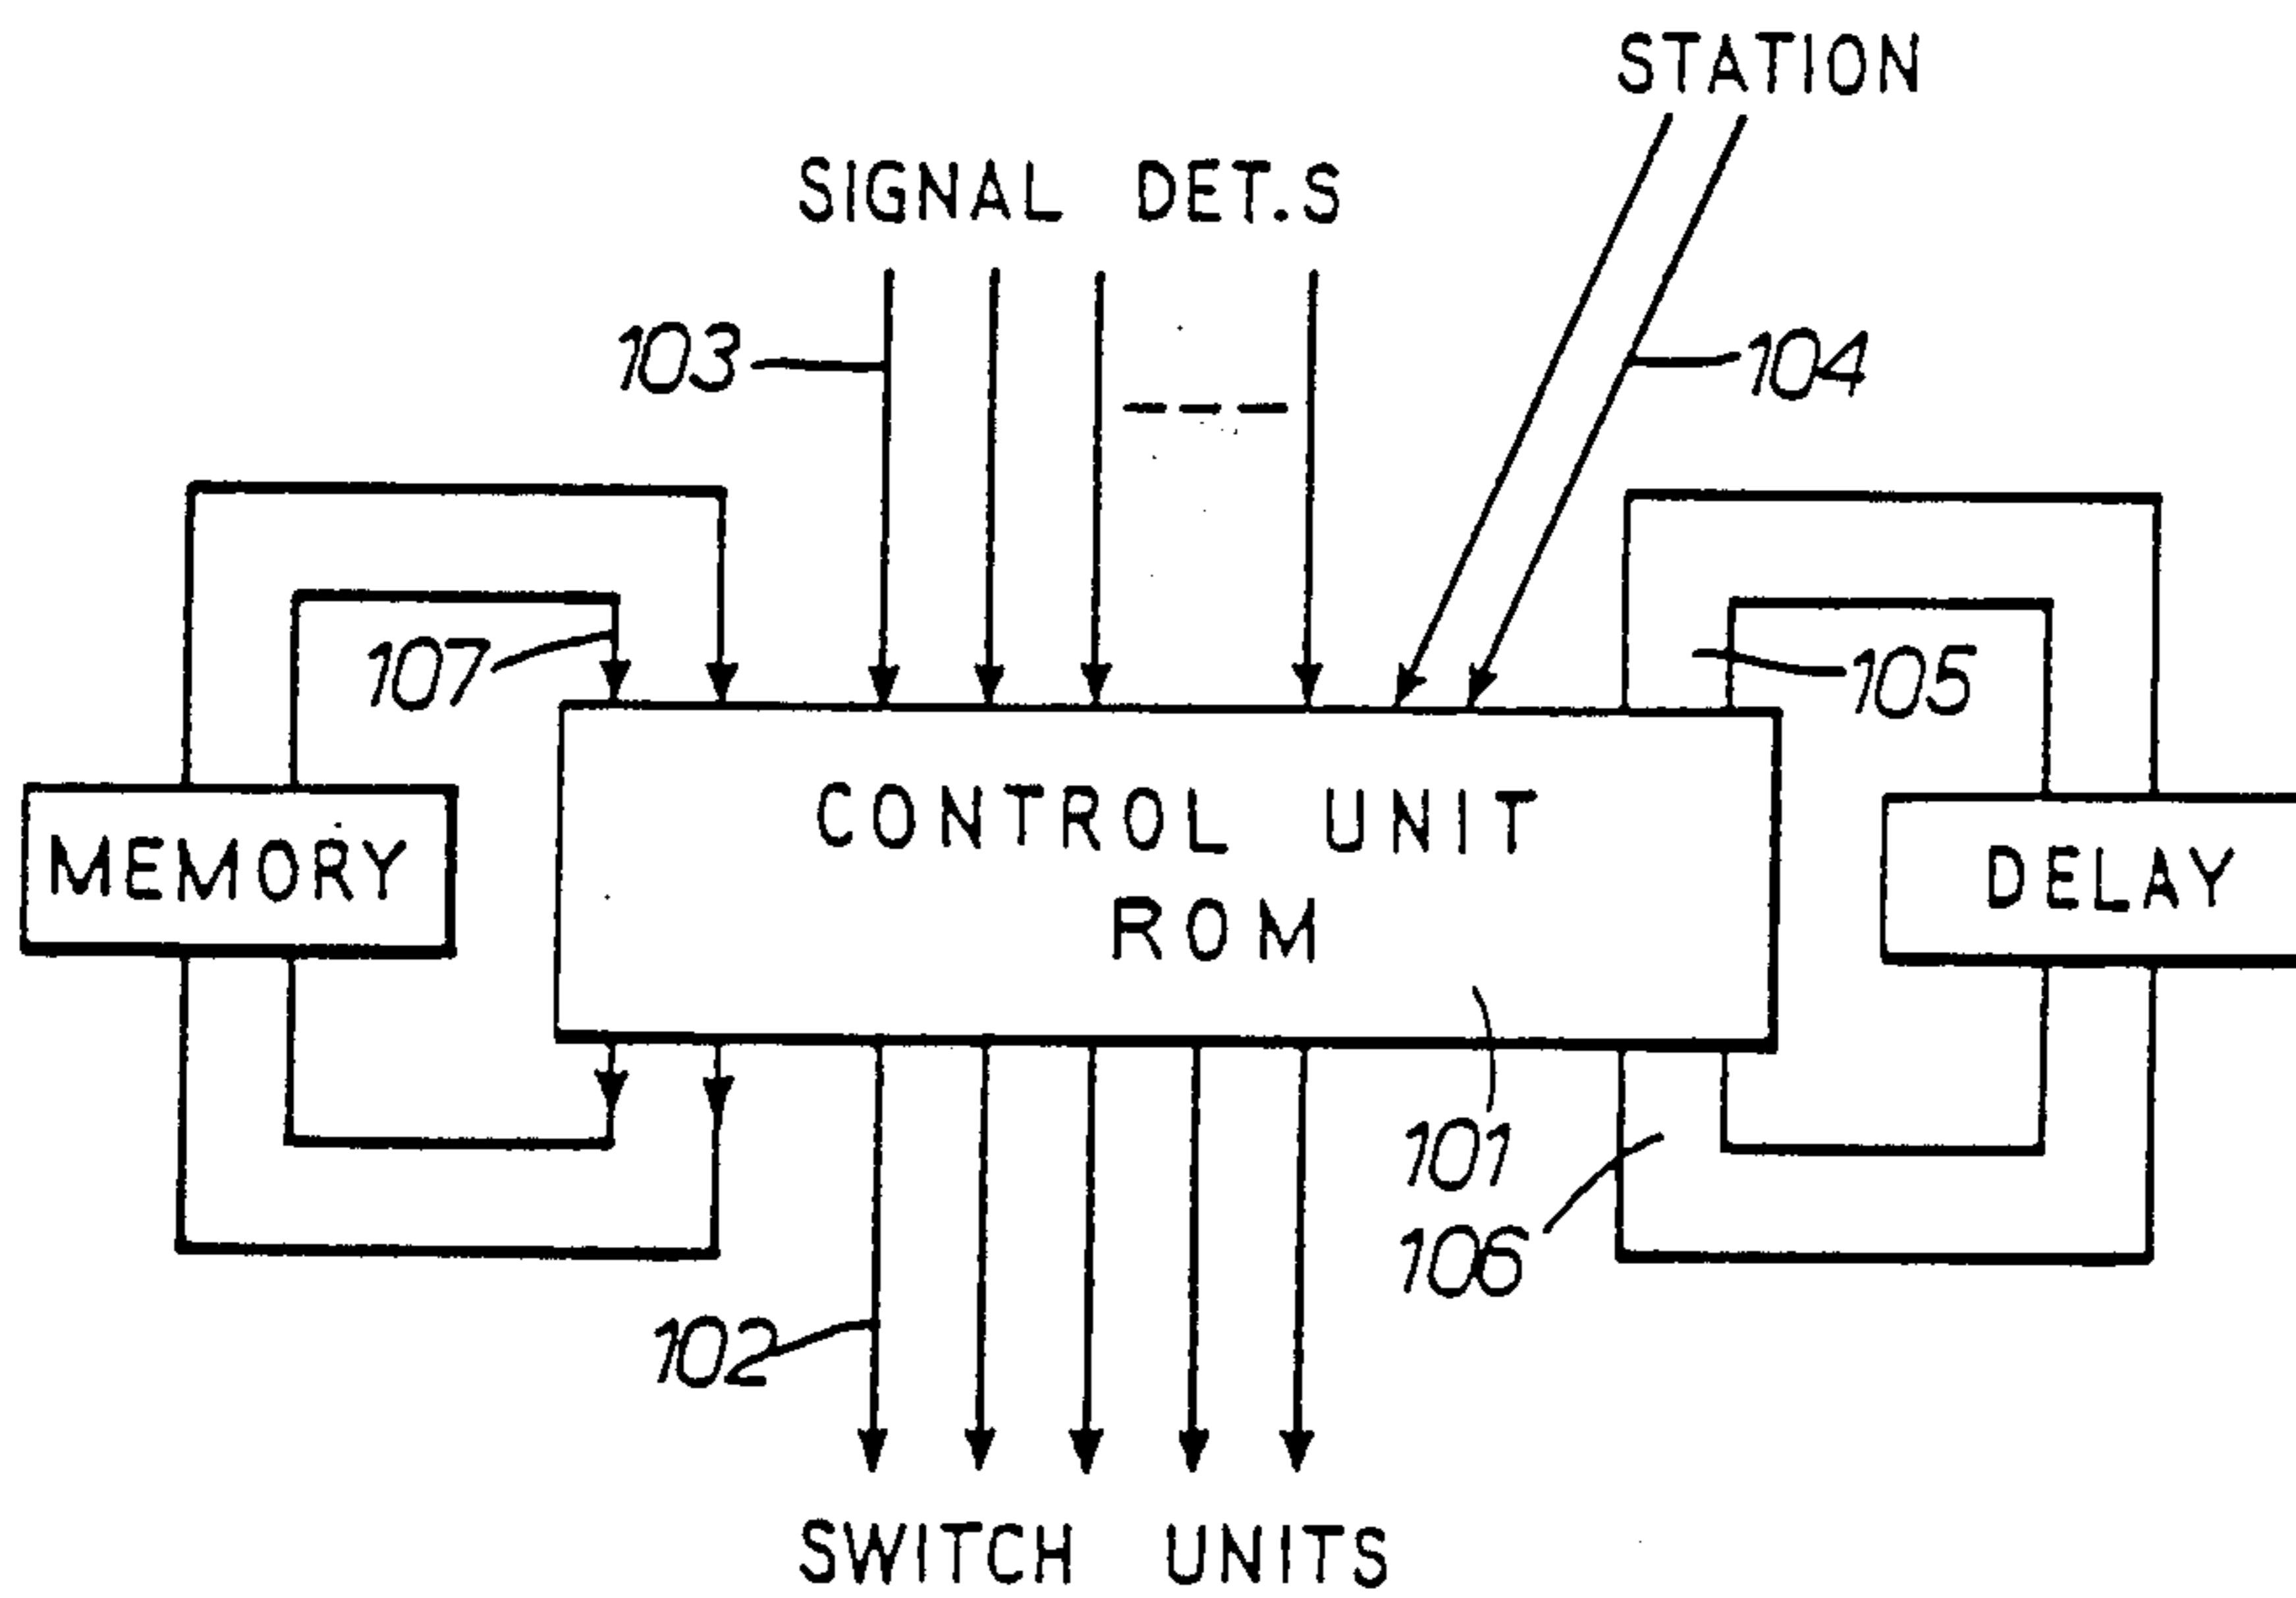 STATION
SIGNAL DET.S
103
104
107
105
CONTROL UNIT
ROM
MEMORY
DELAY
101
106
102
SWITCH UNITS